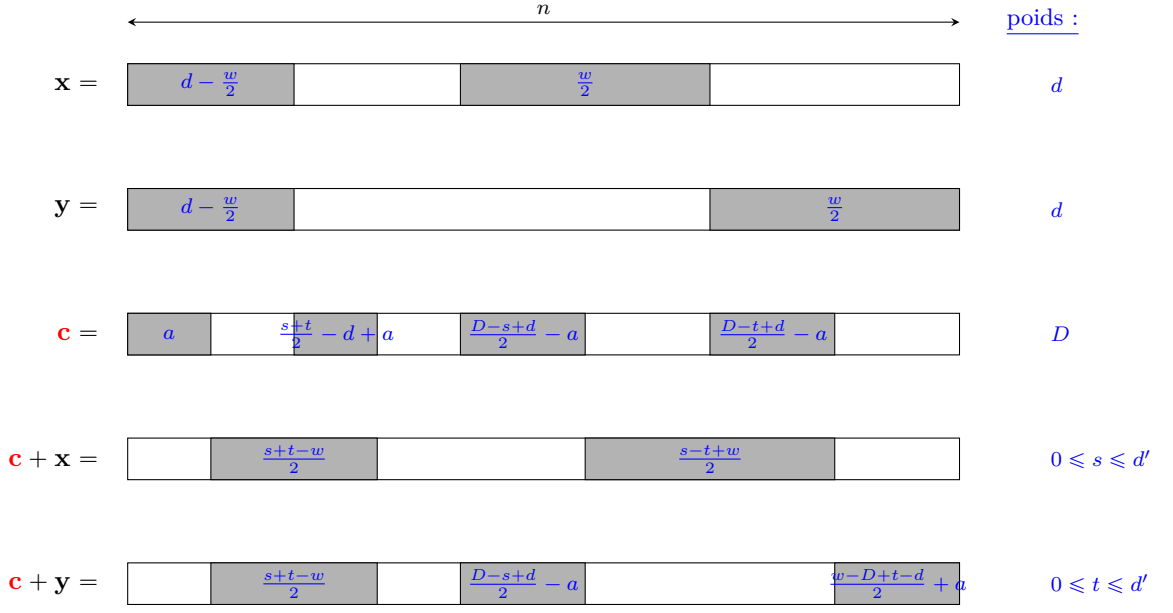 n poids :
x = d − w/2 w/2 d
y = d − w/2 w/2 d
c = a (s+t)/2 − d + a (D−s+d)/2 − a (D−t+d)/2 − a D
c + x = (s+t−w)/2 (s−t+w)/2 0 ⩽ s ⩽ d′
c + y = (s+t−w)/2 (D−s+d)/2 − a (w−D+t−d)/2 + a 0 ⩽ t ⩽ d′